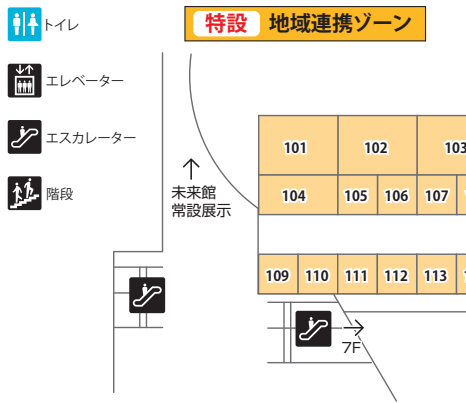 トイレ
特設 地域連携ゾーン
エレベーター
エスカレーター
階段
未来館
常設展示
101 102 103
104 105 106 107
109 110 111 112 113
7F